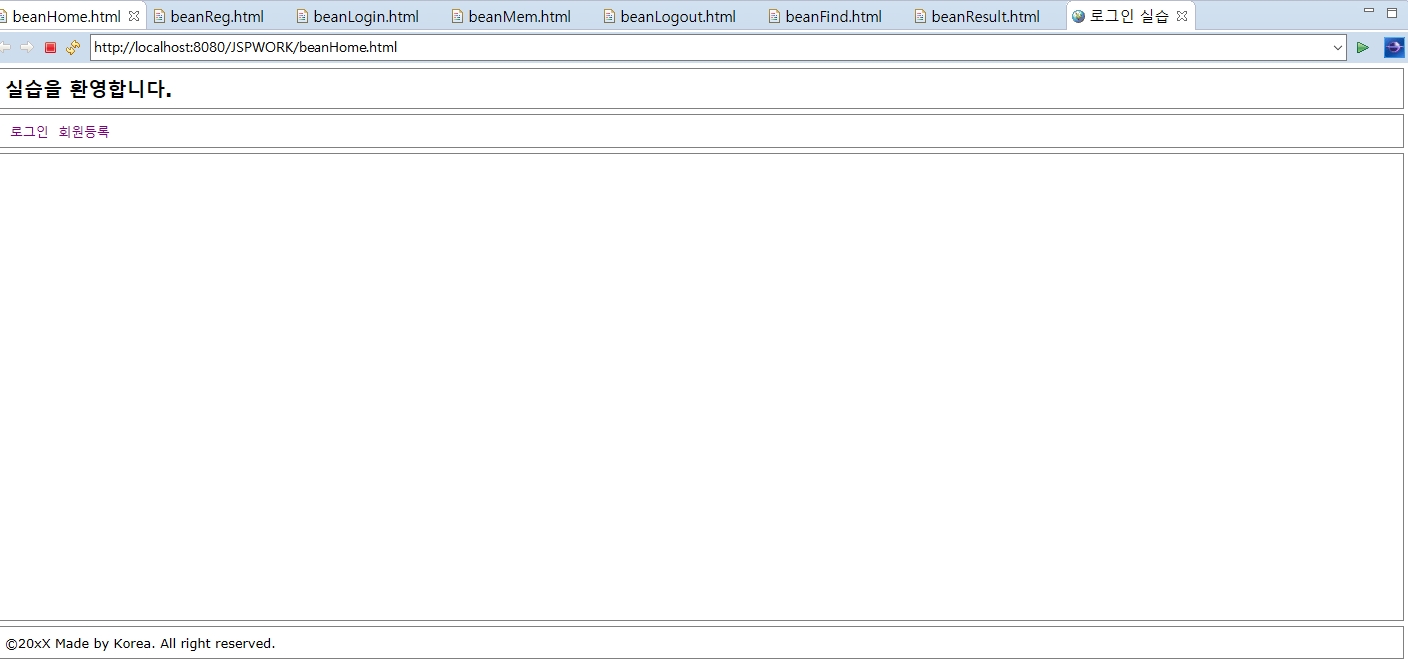 beanHome.html beanReg.html beanLogin.html beanMem.html beanLogout.html beanFind.html beanResult.html 로그인 실습
http://localhost:8080/JSPWORK/beanHome.html
실습을 환영합니다.
로그인 회원등록
©20xX Made by Korea. All right reserved.